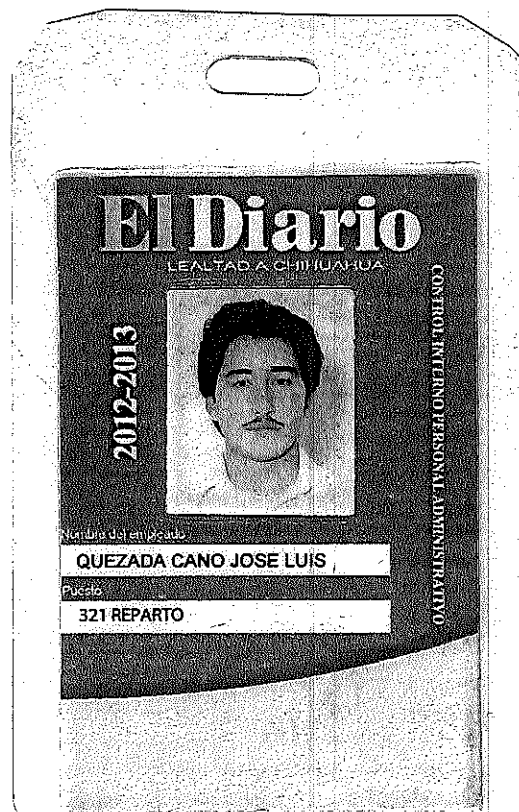 El Diario
LEALTAD A CHIHUAHUA
2012-2013
CONTROL INTERNO PERSONAL ADMINISTRATIVO
Nombre del empleado
QUEZADA CANO JOSE LUIS
Puesto
321 REPARTO